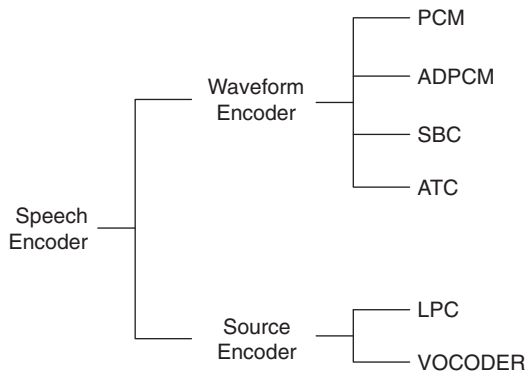 PCM
Waveform
Encoder
ADPCM
SBC
ATC
Speech
Encoder
Source
Encoder
LPC
VOCODER